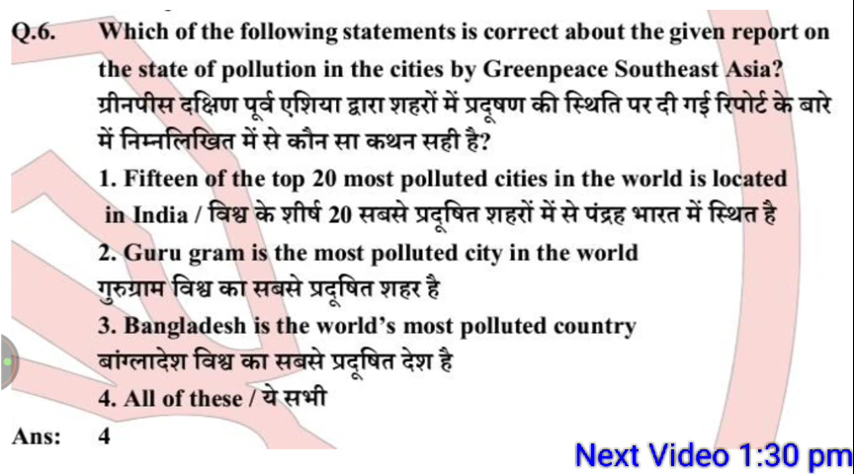 Q.6. Which of the following statements is correct about the given report on
the state of pollution in the cities by Greenpeace Southeast Asia?
ग्रीनपीस दक्षिण पूर्व एशिया द्वारा शहरों में प्रदूषण की स्थिति पर दी गई रिपोर्ट के बारे
में निम्नलिखित में से कौन सा कथन सही है?
1. Fifteen of the top 20 most polluted cities in the world is located
in India / विश्व के शीर्ष 20 सबसे प्रदूषित शहरों में से पंद्रह भारत में स्थित है
2. Guru gram is the most polluted city in the world
गुरुग्राम विश्व का सबसे प्रदूषित शहर है
3. Bangladesh is the world’s most polluted country
बांग्लादेश विश्व का सबसे प्रदूषित देश है
4. All of these / ये सभी
Ans: 4
Next Video 1:30 pm